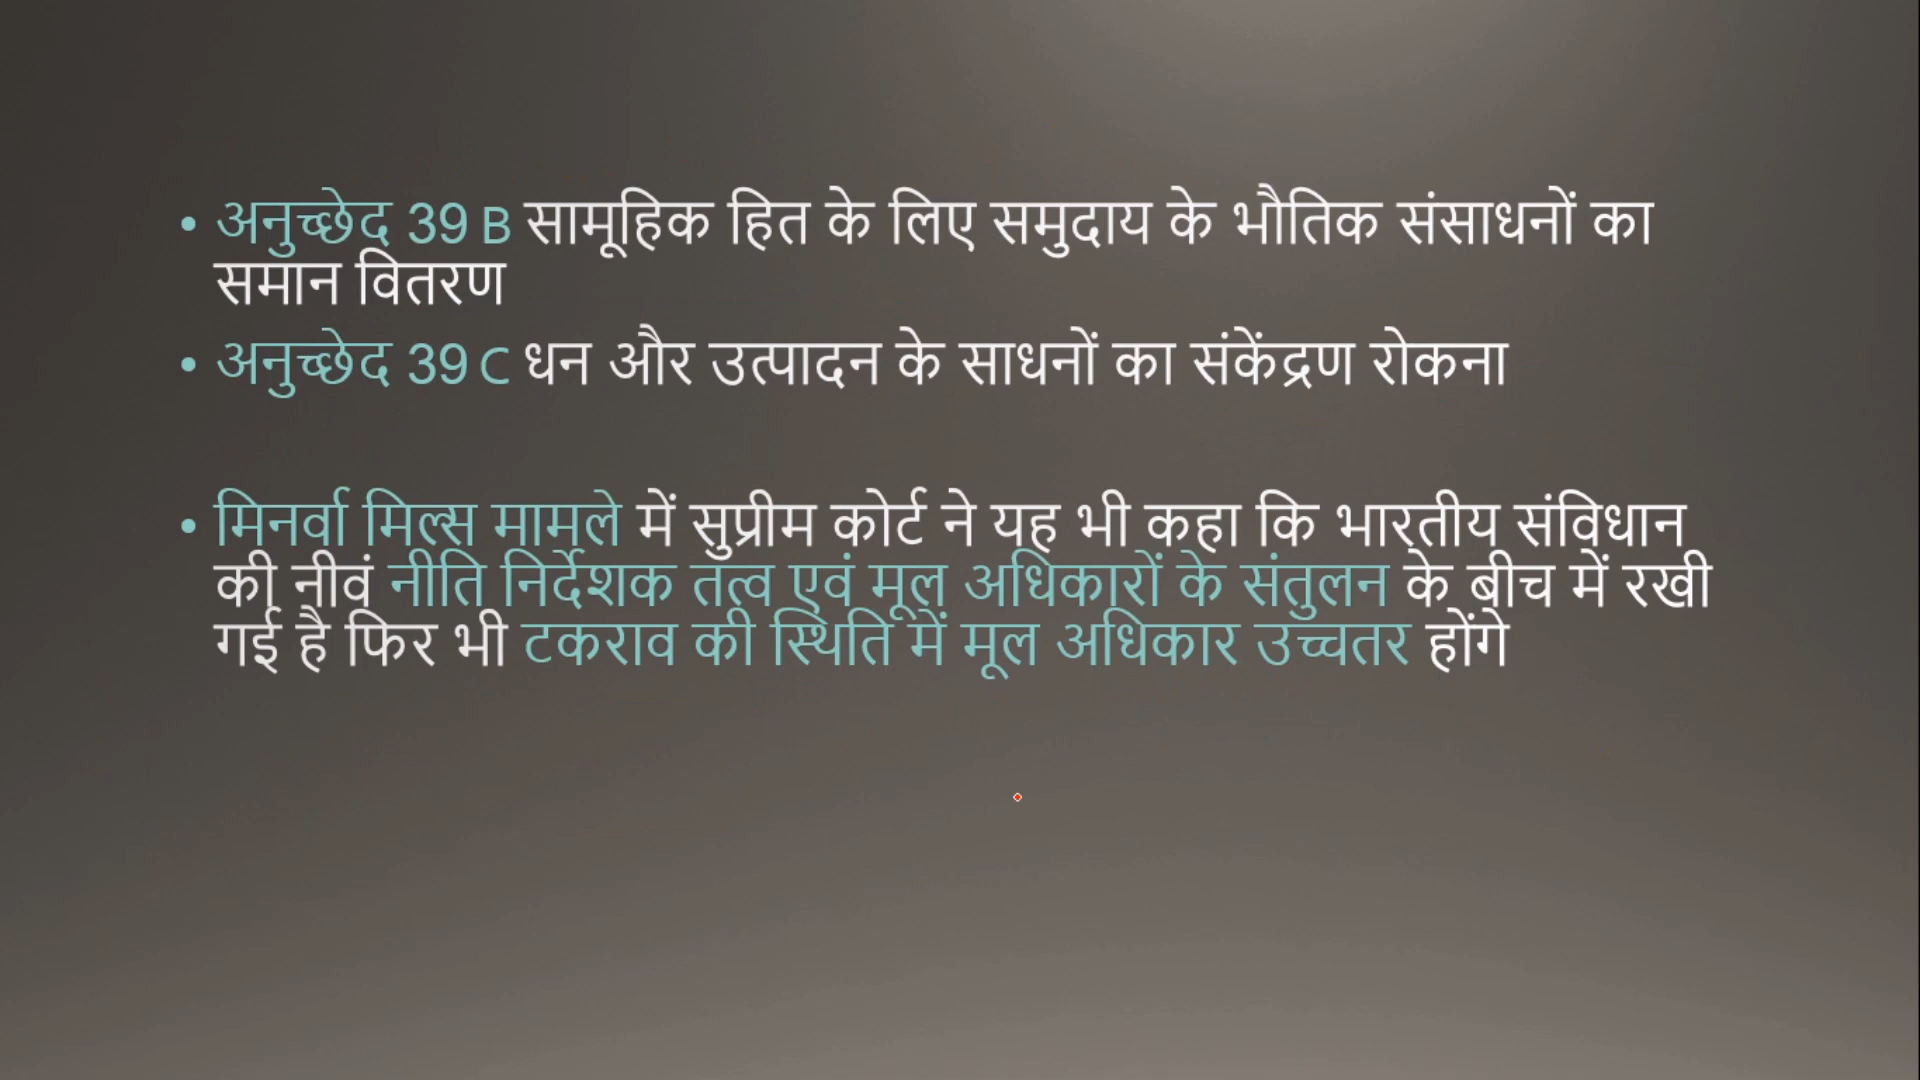 • अनुच्छेद 39 B सामूहिक हित के लिए समुदाय के भौतिक संसाधनों का
समान वितरण
• अनुच्छेद 39 C धन और उत्पादन के साधनों का संकेंद्रण रोकना
• मिनर्वा मिल्स मामले में सुप्रीम कोर्ट ने यह भी कहा कि भारतीय संविधान
की नीवं नीति निर्देशक तत्व एवं मूल अधिकारों के संतुलन के बीच में रखी
गई है फिर भी टकराव की स्थिति में मूल अधिकार उच्चतर होंगे